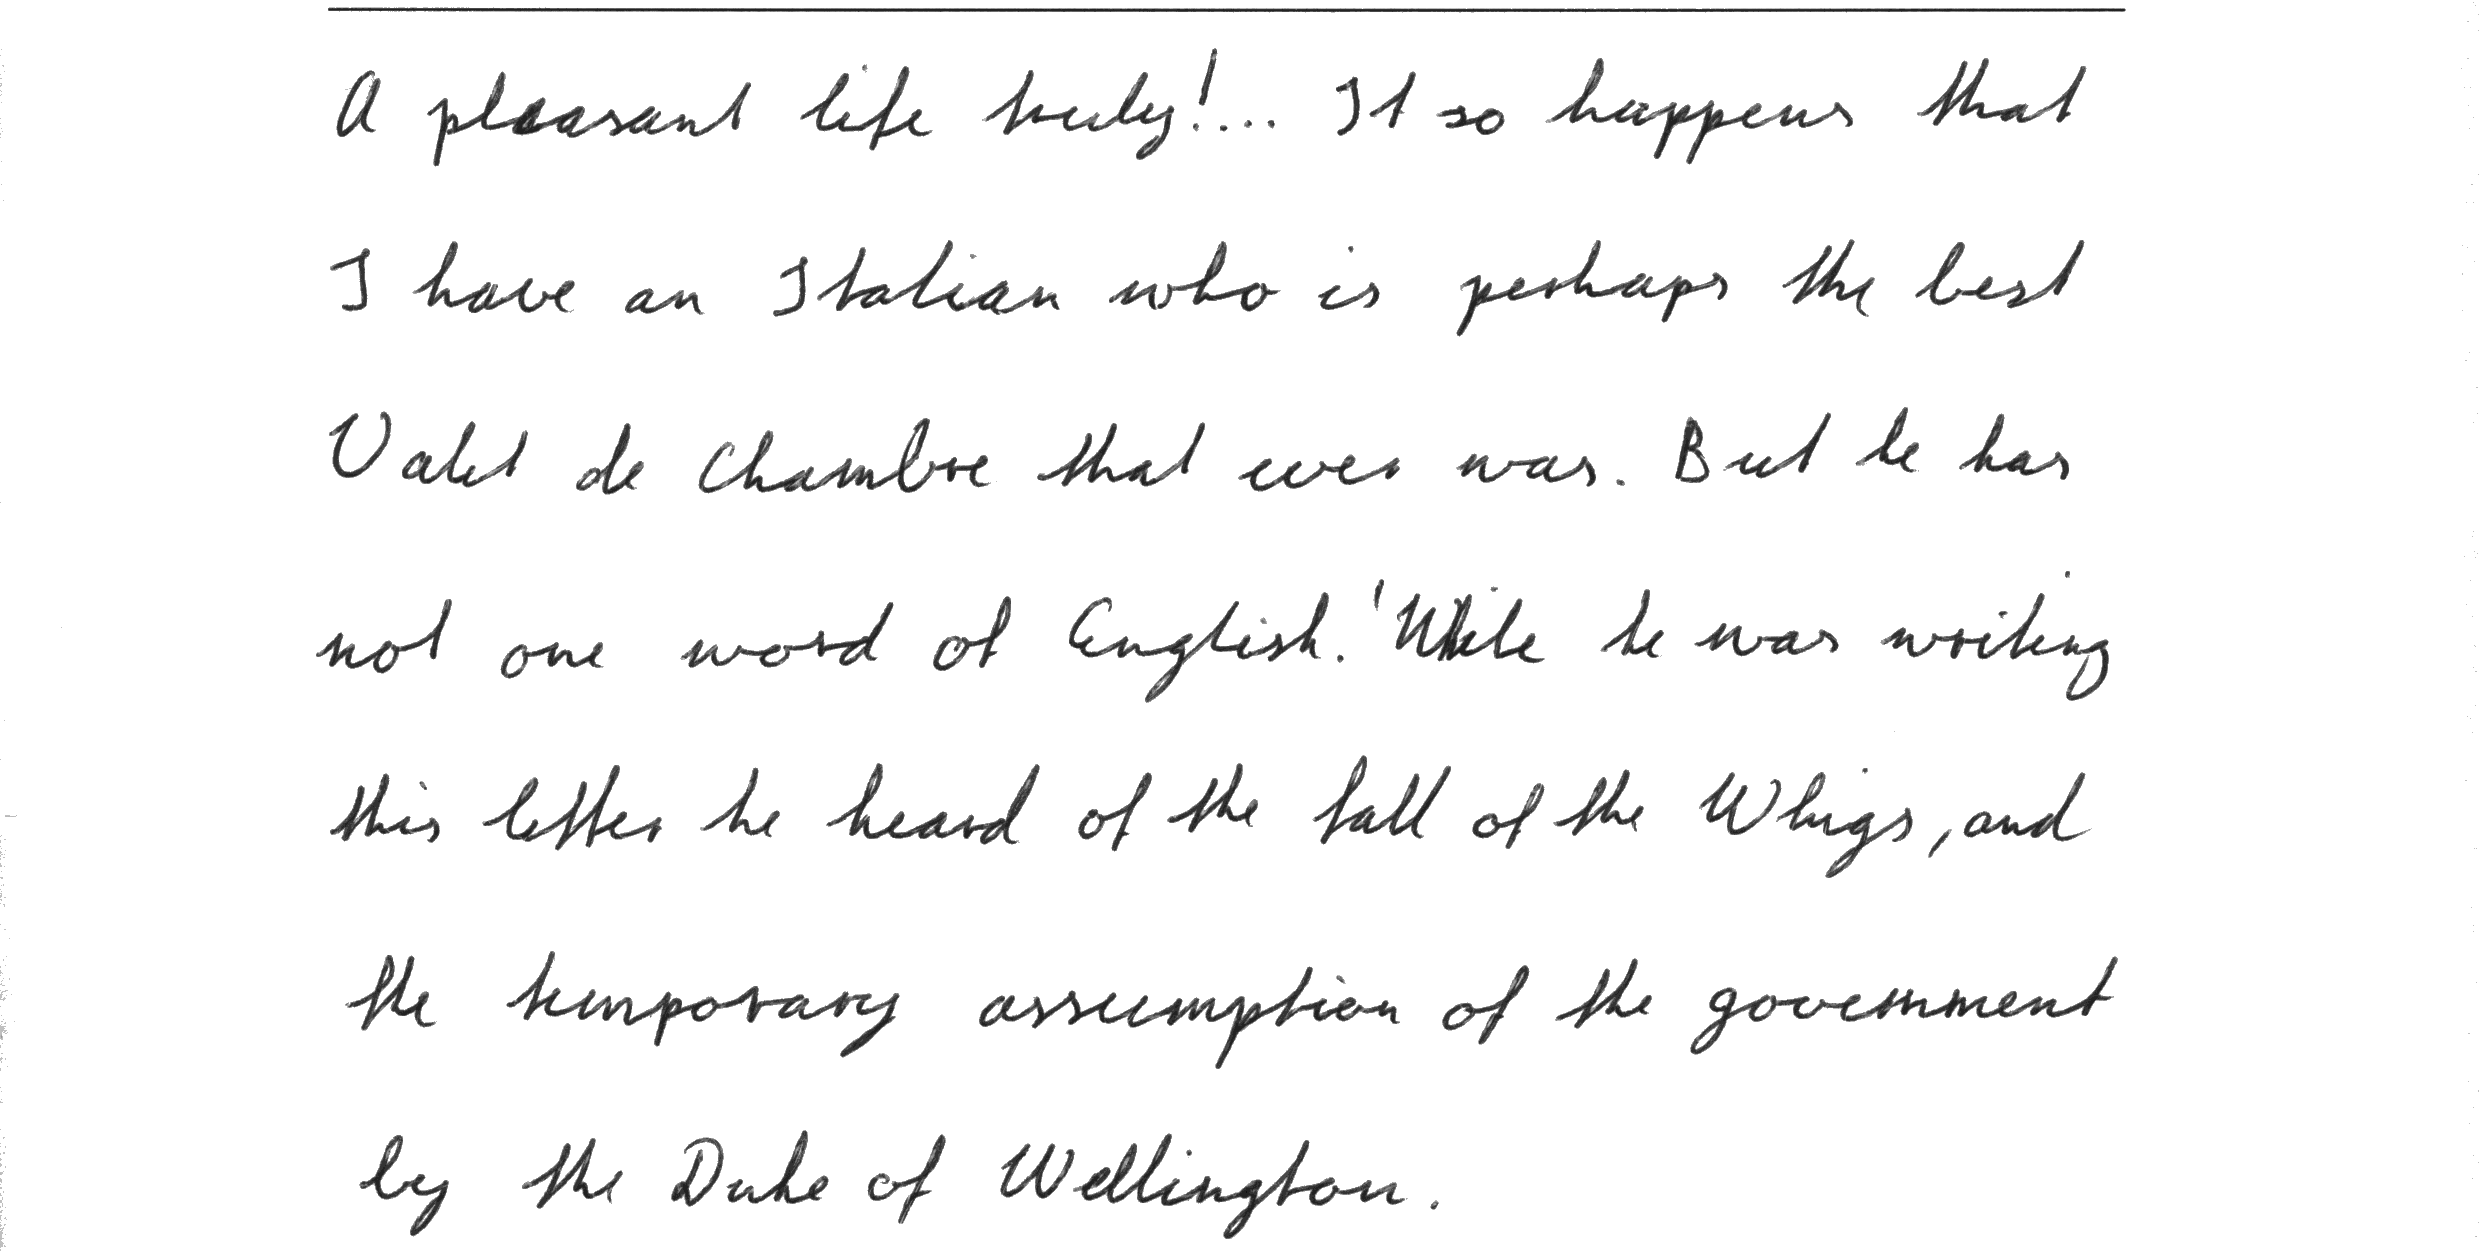 A pleasant life truly!... It so happens that
I have an Italian who is perhaps the best
Valet de Chambre that ever was. But he has
not one word of English.' While he was writing
this letter he heard of the fall of the Whigs, and
the temporary assumption of the government
by the Duke of Wellington.